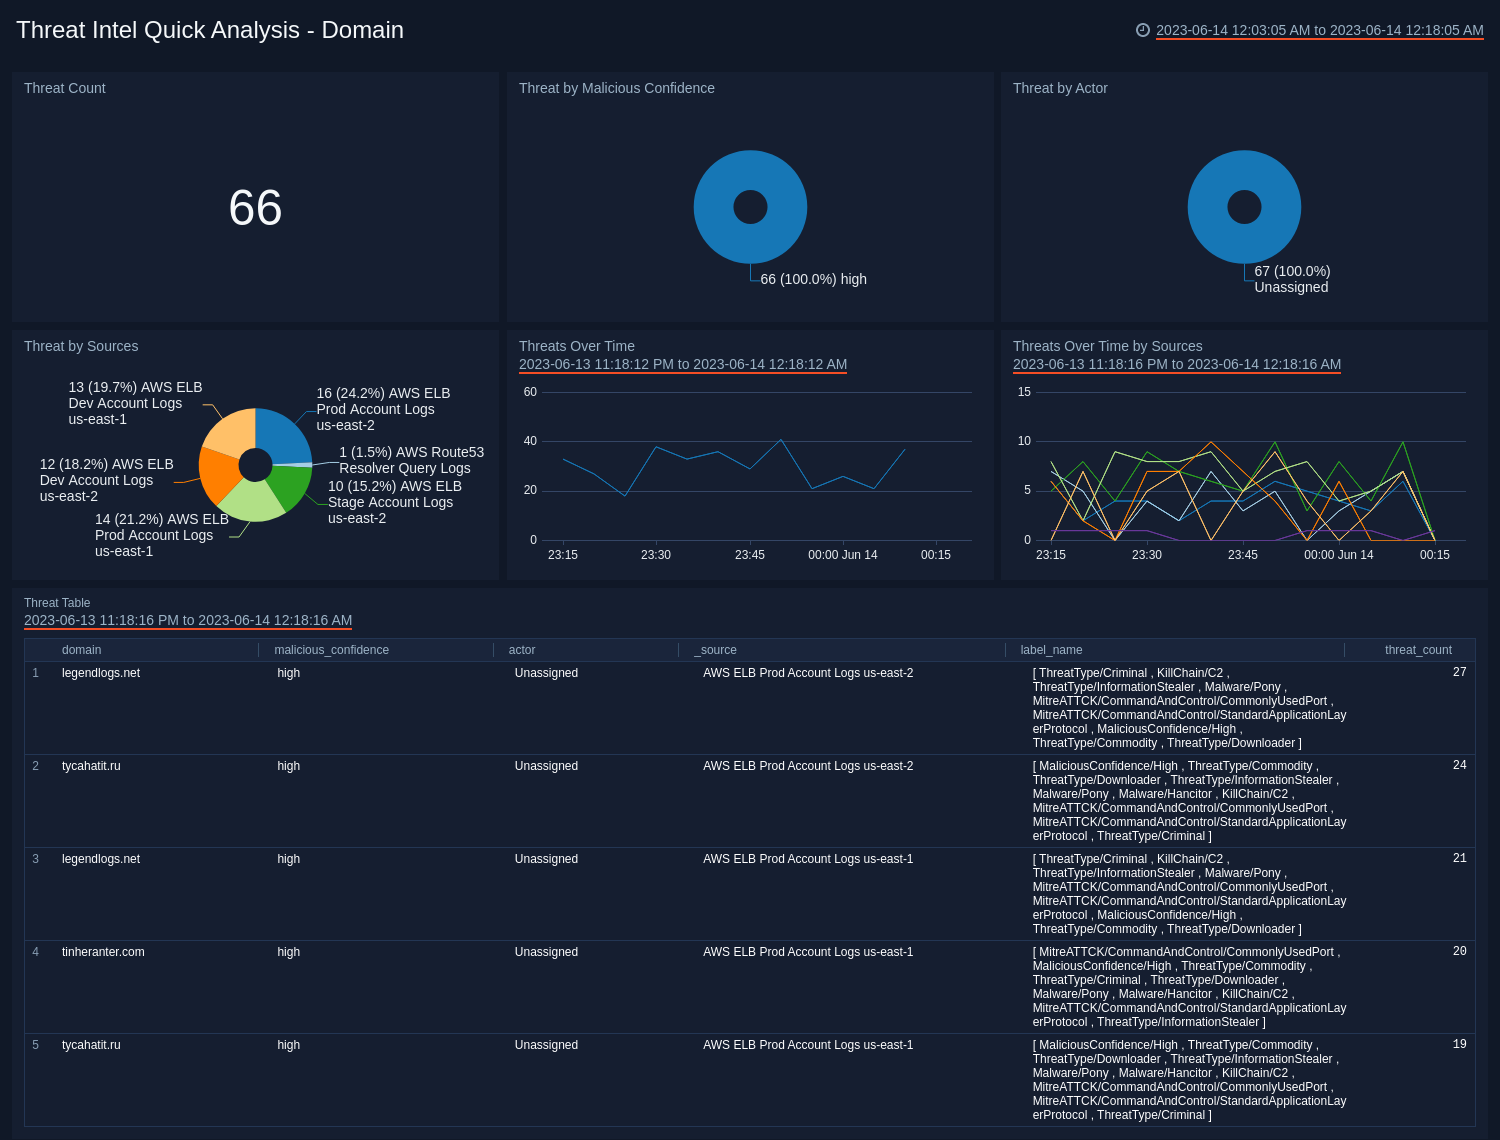 Threat Intel Quick Analysis - Domain
2023-06-14 12:03:05 AM to 2023-06-14 12:18:05 AM
Threat Count
66
Threat by Malicious Confidence
66 (100.0%) high
Threat by Actor
67 (100.0%)
Unassigned
Threat by Sources
13 (19.7%) AWS ELB
Dev Account Logs
us-east-1
16 (24.2%) AWS ELB
Prod Account Logs
us-east-2
1 (1.5%) AWS Route53
Resolver Query Logs
12 (18.2%) AWS ELB
Dev Account Logs
us-east-2
10 (15.2%) AWS ELB
Stage Account Logs
us-east-2
14 (21.2%) AWS ELB
Prod Account Logs
us-east-1
Threats Over Time
2023-06-13 11:18:12 PM to 2023-06-14 12:18:12 AM
60
40
20
0
23:15 23:30 23:45 00:00 Jun 14 00:15
Threats Over Time by Sources
2023-06-13 11:18:16 PM to 2023-06-14 12:18:16 AM
15
10
5
0
23:15 23:30 23:45 00:00 Jun 14 00:15
Threat Table
2023-06-13 11:18:16 PM to 2023-06-14 12:18:16 AM
domain malicious_confidence actor _source label_name threat_count
1 legendlogs.net high Unassigned AWS ELB Prod Account Logs us-east-2 [ ThreatType/Criminal , KillChain/C2 , 27
ThreatType/InformationStealer , Malware/Pony ,
MitreATTCK/CommandAndControl/CommonlyUsedPort ,
MitreATTCK/CommandAndControl/StandardApplicationLay
erProtocol , MaliciousConfidence/High ,
ThreatType/Commodity , ThreatType/Downloader ]
2 tycahatit.ru high Unassigned AWS ELB Prod Account Logs us-east-2 [ MaliciousConfidence/High , ThreatType/Commodity , 24
ThreatType/Downloader , ThreatType/InformationStealer ,
Malware/Pony , Malware/Hancitor , KillChain/C2 ,
MitreATTCK/CommandAndControl/CommonlyUsedPort ,
MitreATTCK/CommandAndControl/StandardApplicationLay
erProtocol , ThreatType/Criminal ]
3 legendlogs.net high Unassigned AWS ELB Prod Account Logs us-east-1 [ ThreatType/Criminal , KillChain/C2 , 21
ThreatType/InformationStealer , Malware/Pony ,
MitreATTCK/CommandAndControl/CommonlyUsedPort ,
MitreATTCK/CommandAndControl/StandardApplicationLay
erProtocol , MaliciousConfidence/High ,
ThreatType/Commodity , ThreatType/Downloader ]
4 tinheranter.com high Unassigned AWS ELB Prod Account Logs us-east-1 [ MitreATTCK/CommandAndControl/CommonlyUsedPort , 20
MaliciousConfidence/High , ThreatType/Commodity ,
ThreatType/Criminal , ThreatType/Downloader ,
Malware/Pony , Malware/Hancitor , KillChain/C2 ,
MitreATTCK/CommandAndControl/StandardApplicationLay
erProtocol , ThreatType/InformationStealer ]
5 tycahatit.ru high Unassigned AWS ELB Prod Account Logs us-east-1 [ MaliciousConfidence/High , ThreatType/Commodity , 19
ThreatType/Downloader , ThreatType/InformationStealer ,
Malware/Pony , Malware/Hancitor , KillChain/C2 ,
MitreATTCK/CommandAndControl/CommonlyUsedPort ,
MitreATTCK/CommandAndControl/StandardApplicationLay
erProtocol , ThreatType/Criminal ]